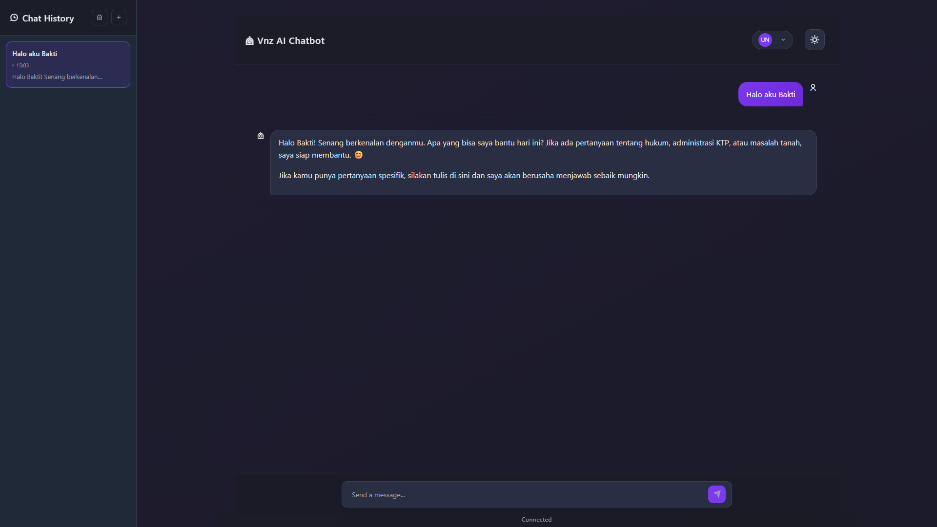 Chat History
+
Halo aku Bakti
Halo Bakti! Senang berkenalan...
Vnz AI Chatbot
UN
Halo aku Bakti
Halo Bakti! Senang berkenalan denganmu. Apa yang bisa saya bantu hari ini? Jika ada pertanyaan tentang hukum, administrasi KTP, atau masalah tanah,
saya siap membantu. 😊
Jika kamu punya pertanyaan spesifik, silakan tulis di sini dan saya akan berusaha menjawab sebaik mungkin.
Send a message...
Connected